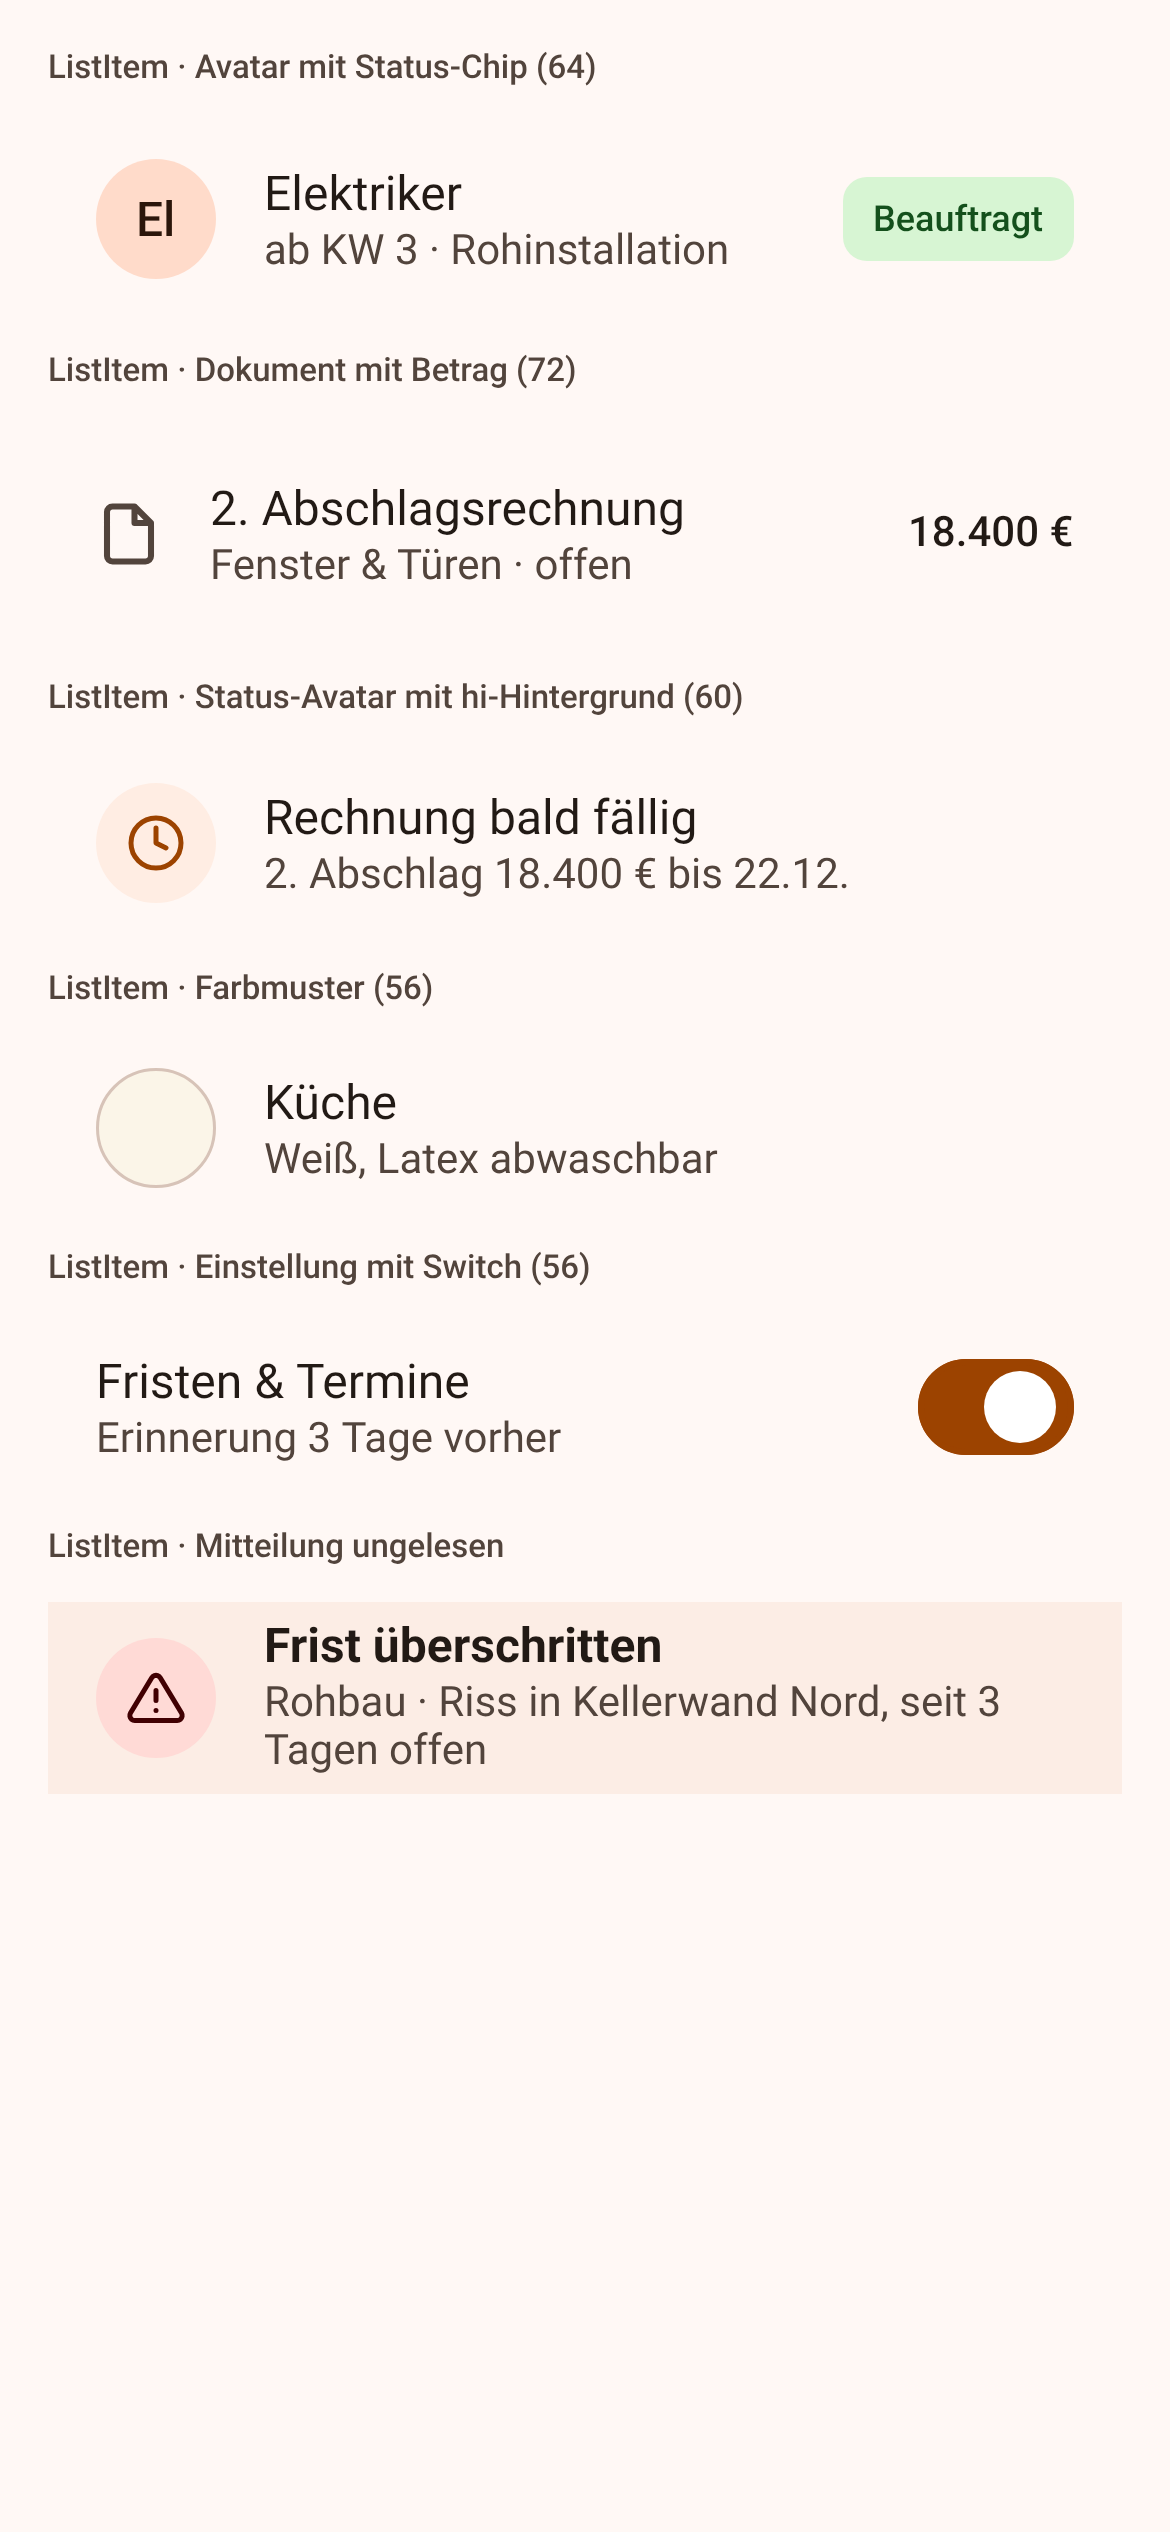 ListItem · Avatar mit Status-Chip (64)
El
Elektriker
ab KW 3 · Rohinstallation
Beauftragt
ListItem · Dokument mit Betrag (72)
2. Abschlagsrechnung
Fenster & Türen · offen
18.400 €
ListItem · Status-Avatar mit hi-Hintergrund (60)
Rechnung bald fällig
2. Abschlag 18.400 € bis 22.12.
ListItem · Farbmuster (56)
Küche
Weiß, Latex abwaschbar
ListItem · Einstellung mit Switch (56)
Fristen & Termine
Erinnerung 3 Tage vorher
ListItem · Mitteilung ungelesen
Frist überschritten
Rohbau · Riss in Kellerwand Nord, seit 3
Tagen offen